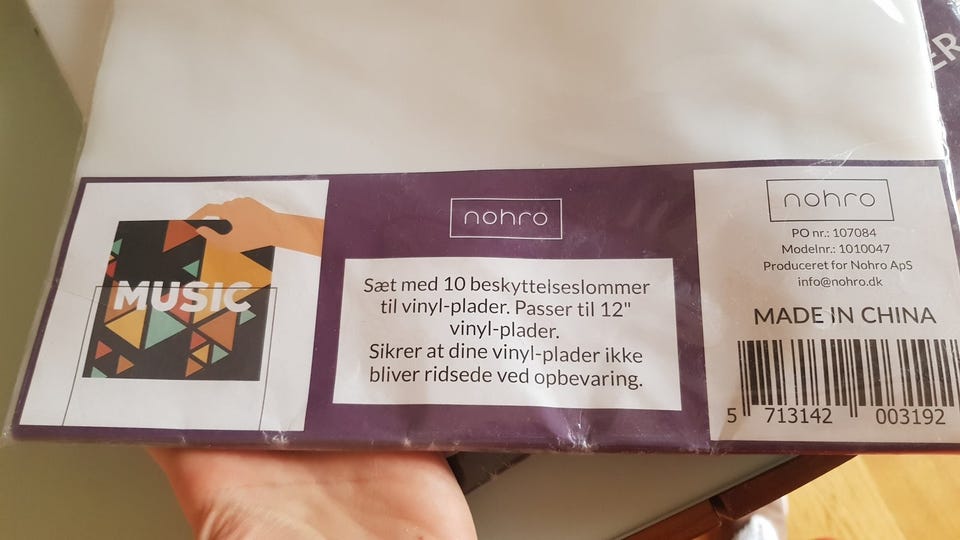 MUSIC
nohro
Sæt med 10 beskyttelseslommer
til vinyl-plader. Passer til 12"
vinyl-plader.
Sikrer at dine vinyl-plader ikke
bliver ridsede ved opbevaring.
nohro
PO nr.: 107084
Modelnr.: 1010047
Produceret for Nohro ApS
info@nohro.dk
MADE IN CHINA
5 713142 003192